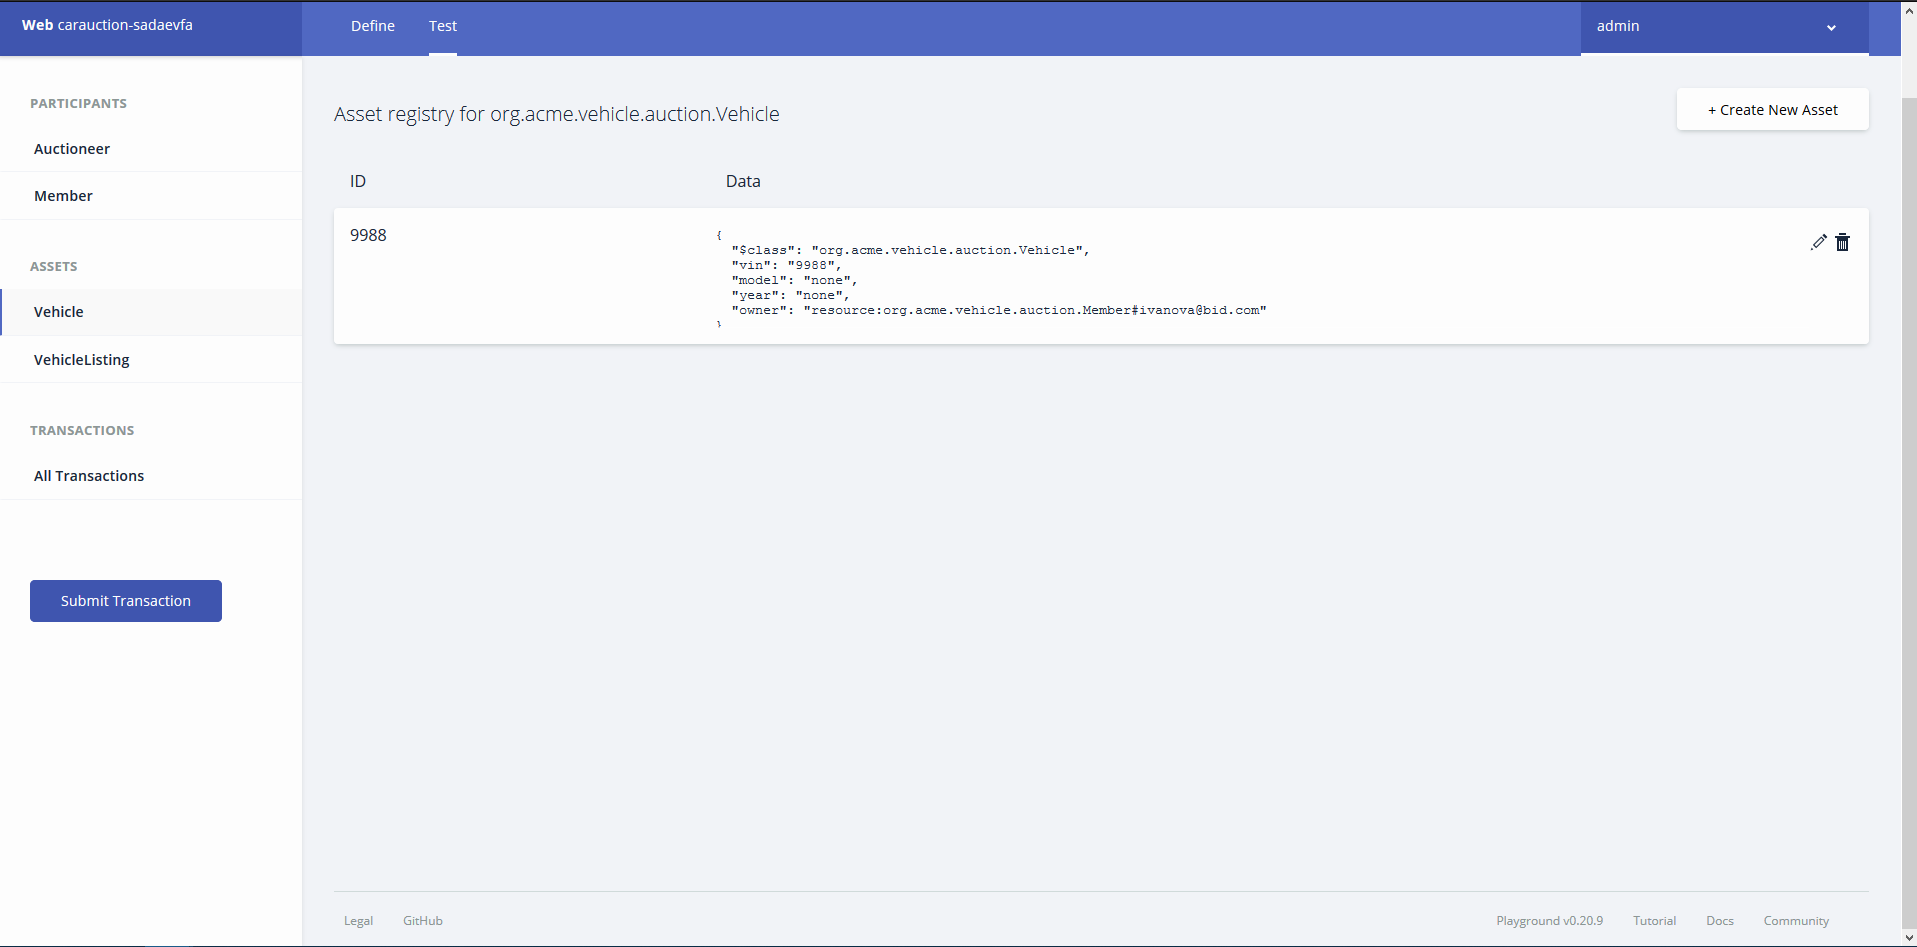 Web carauction-sadaevfa
Define Test
admin
PARTICIPANTS
Auctioneer
Member
ASSETS
Vehicle
VehicleListing
TRANSACTIONS
All Transactions
Submit Transaction
Asset registry for org.acme.vehicle.auction.Vehicle
+ Create New Asset
ID Data
9988
{
"$class": "org.acme.vehicle.auction.Vehicle",
"vin": "9988",
"model": "none",
"year": "none",
"owner": "resource:org.acme.vehicle.auction.Member#ivanova@bid.com"
}
Legal GitHub
Playground v0.20.9 Tutorial Docs Community